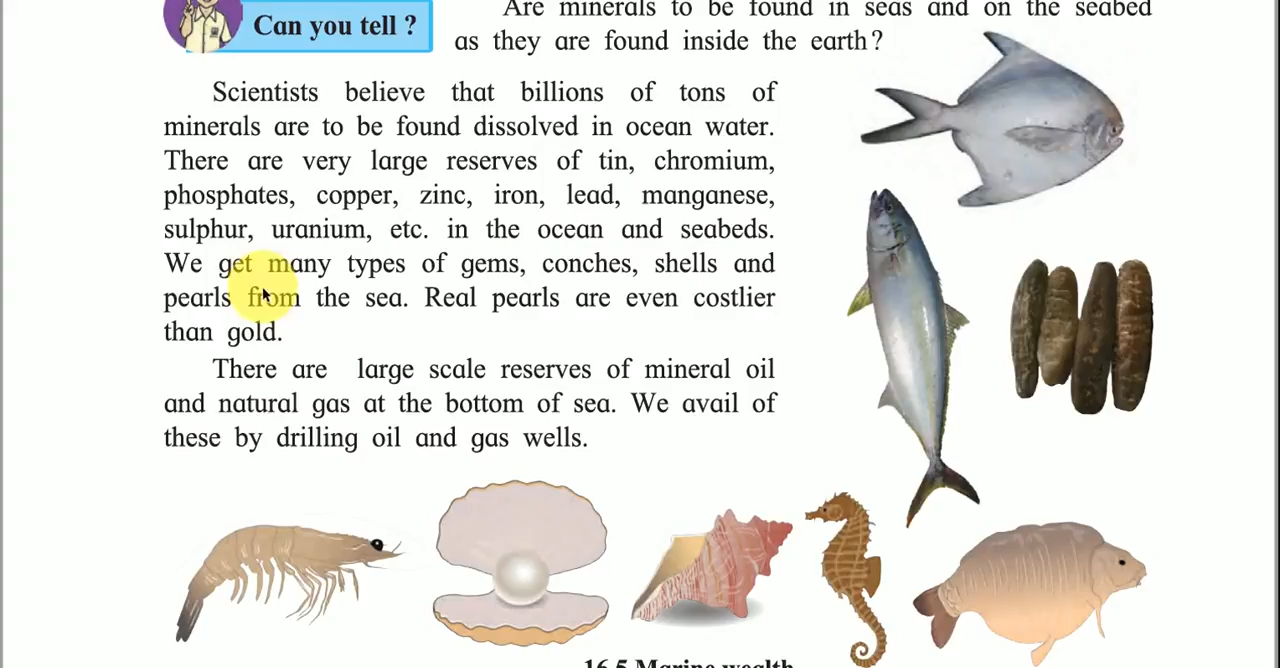 Are minerals to be found in seas and on the seabed
Can you tell ?
as they are found inside the earth?
Scientists believe that billions of tons of
minerals are to be found dissolved in ocean water.
There are very large reserves of tin, chromium,
phosphates, copper, zinc, iron, lead, manganese,
sulphur, uranium, etc. in the ocean and seabeds.
We get many types of gems, conches, shells and
pearls from the sea. Real pearls are even costlier
than gold.
There are large scale reserves of mineral oil
and natural gas at the bottom of sea. We avail of
these by drilling oil and gas wells.
16.5 Marine wealth